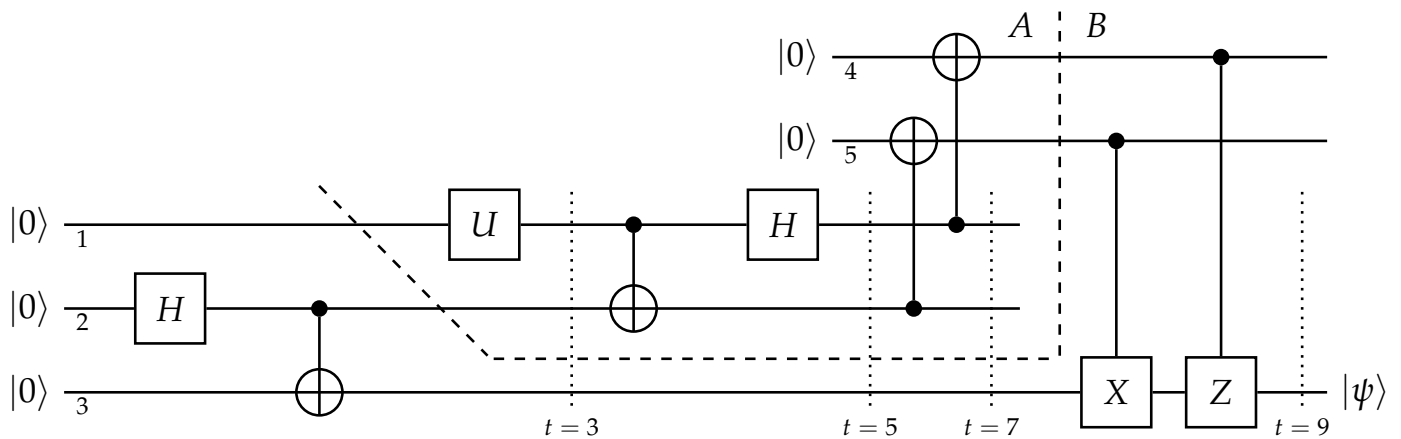 A B
|0⟩ 4
|0⟩ 5
|0⟩ 1 U H
|0⟩ 2 H
|0⟩ 3 X Z |ψ⟩
t = 3 t = 5 t = 7 t = 9